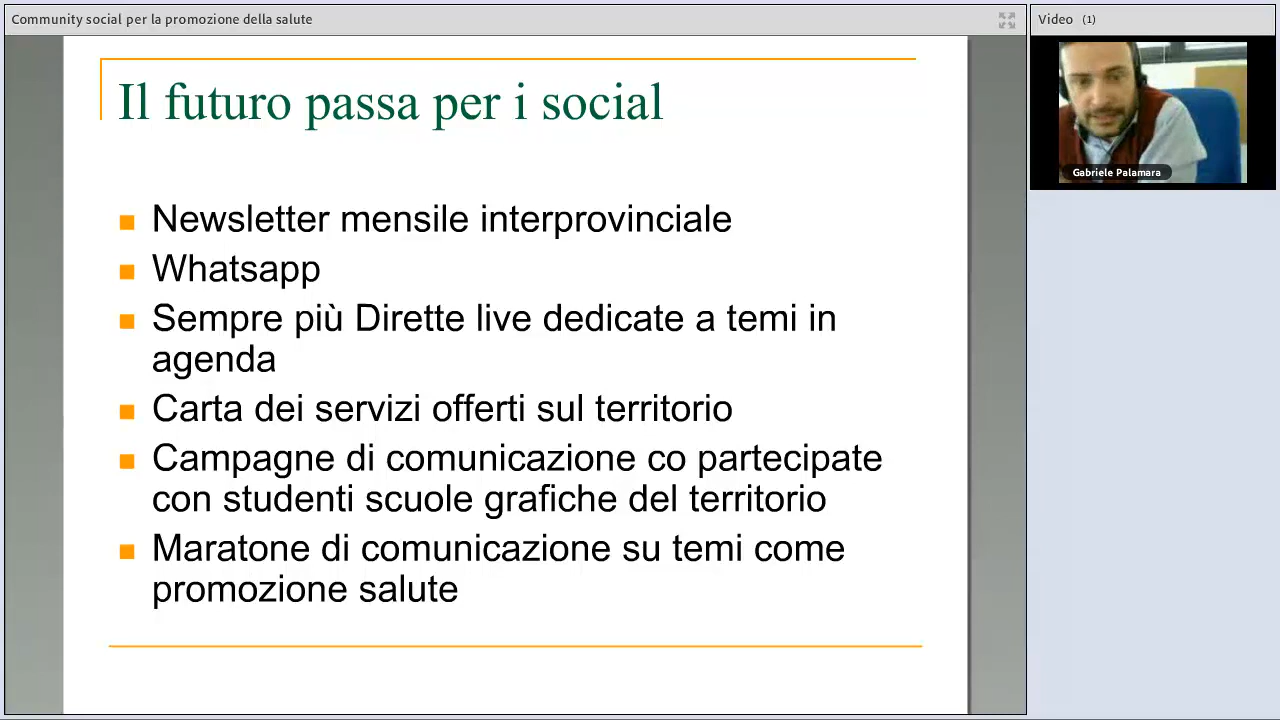 Community social per la promozione della salute
Video (1)
Gabriele Palamara
Il futuro passa per i social
Newsletter mensile interprovinciale
Whatsapp
Sempre più Dirette live dedicate a temi in
agenda
Carta dei servizi offerti sul territorio
Campagne di comunicazione co partecipate
con studenti scuole grafiche del territorio
Maratone di comunicazione su temi come
promozione salute